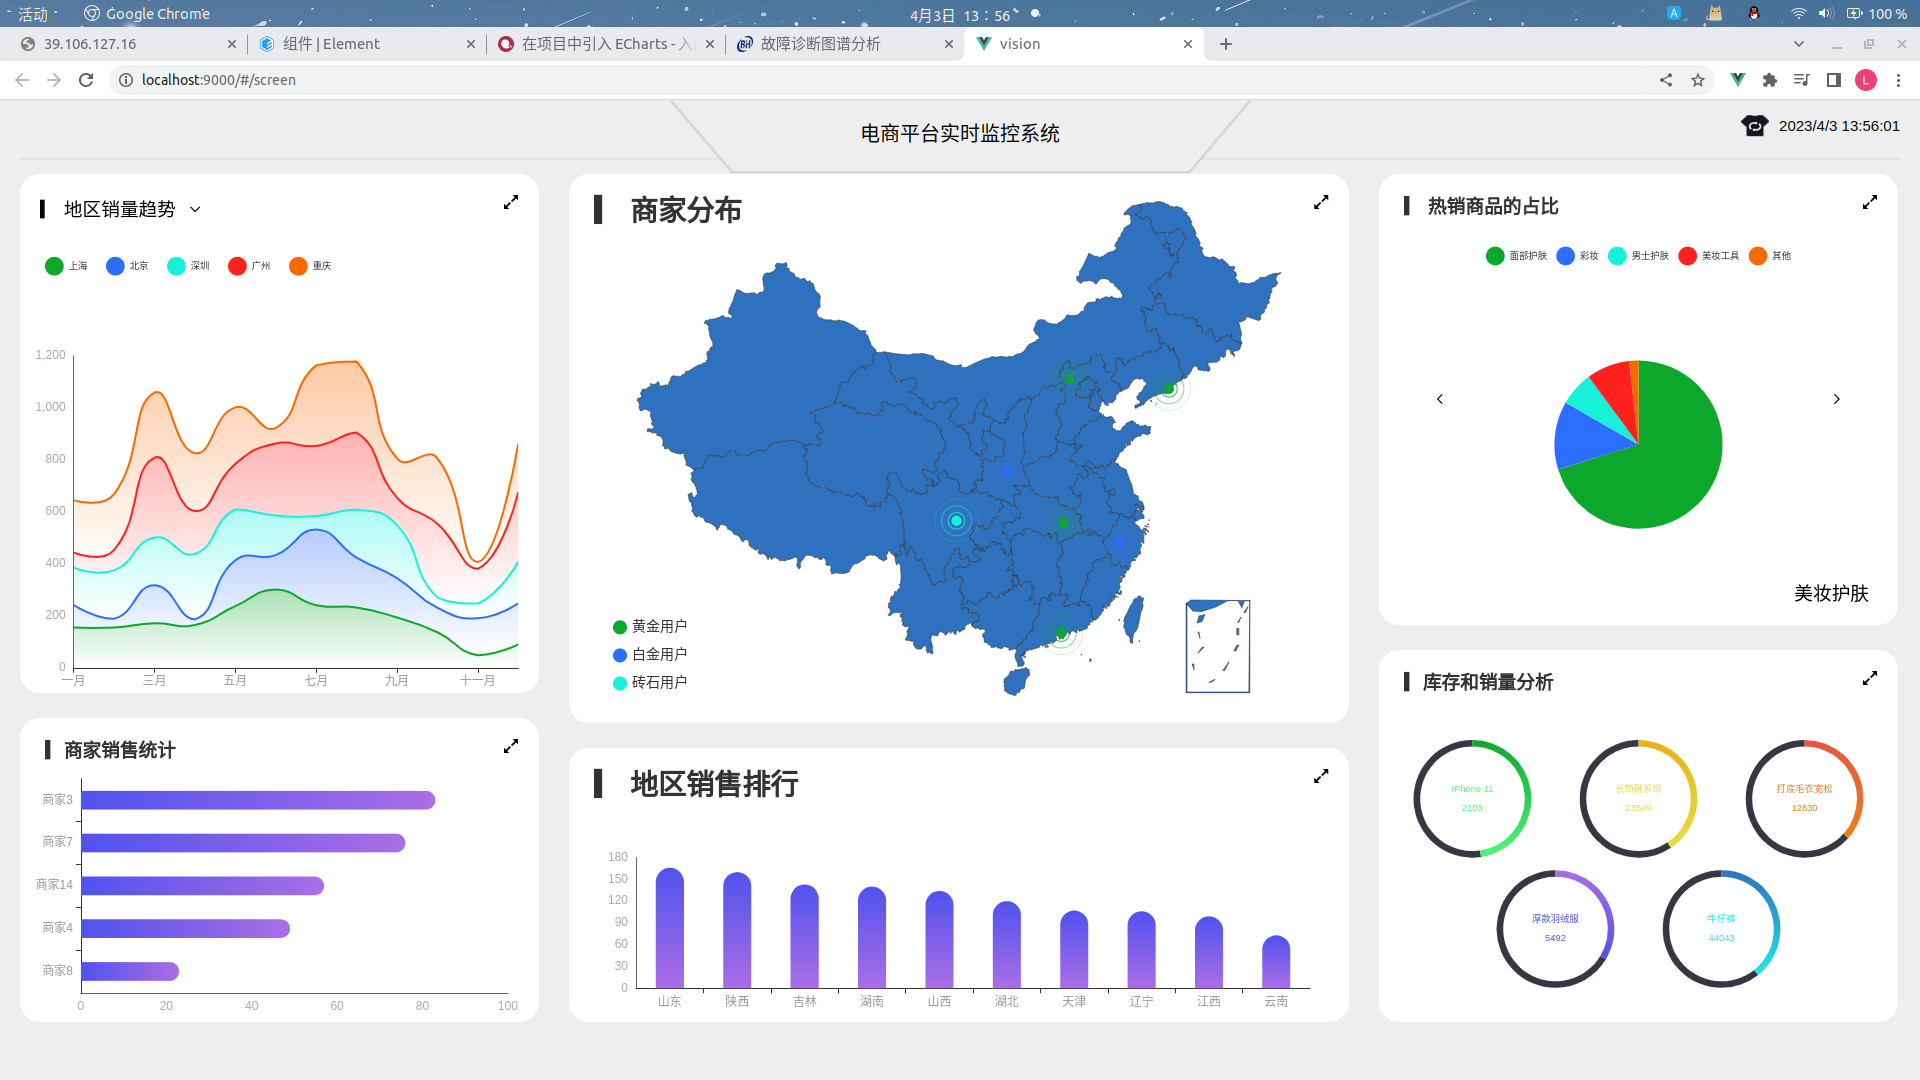 活动 Google Chrome 4月3日 13：56 A 100 %
39.106.127.16 组件 | Element 在项目中引入 ECharts - 入 故障诊断图谱分析 vision
localhost:9000/#/screen L
电商平台实时监控系统
2023/4/3 13:56:01
地区销量趋势
上海 北京 深圳 广州 重庆
1,200
1,000
800
600
400
200
0
一月 三月 五月 七月 九月 十一月
商家销售统计
商家3
商家7
商家14
商家4
商家8
0 20 40 60 80 100
商家分布
黄金用户
白金用户
砖石用户
地区销售排行
180
150
120
90
60
30
0
山东 陕西 吉林 湖南 山西 湖北 天津 辽宁 江西 云南
热销商品的占比
面部护肤 彩妆 男士护肤 美妆工具 其他
美妆护肤
库存和销量分析
IPhone 11
2103
长筒靴系带
23509
打底毛衣宽松
12830
厚款羽绒服
5492
牛仔裤
44043